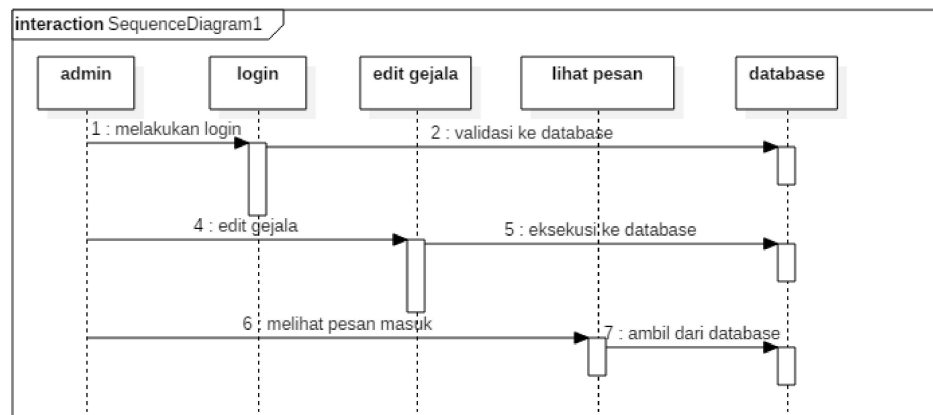 interaction SequenceDiagram1
admin
login
edit gejala
lihat pesan
database
1 : melakukan login
2 : validasi ke database
4 : edit gejala
5 : eksekusi ke database
6 : melihat pesan masuk
7 : ambil dari database